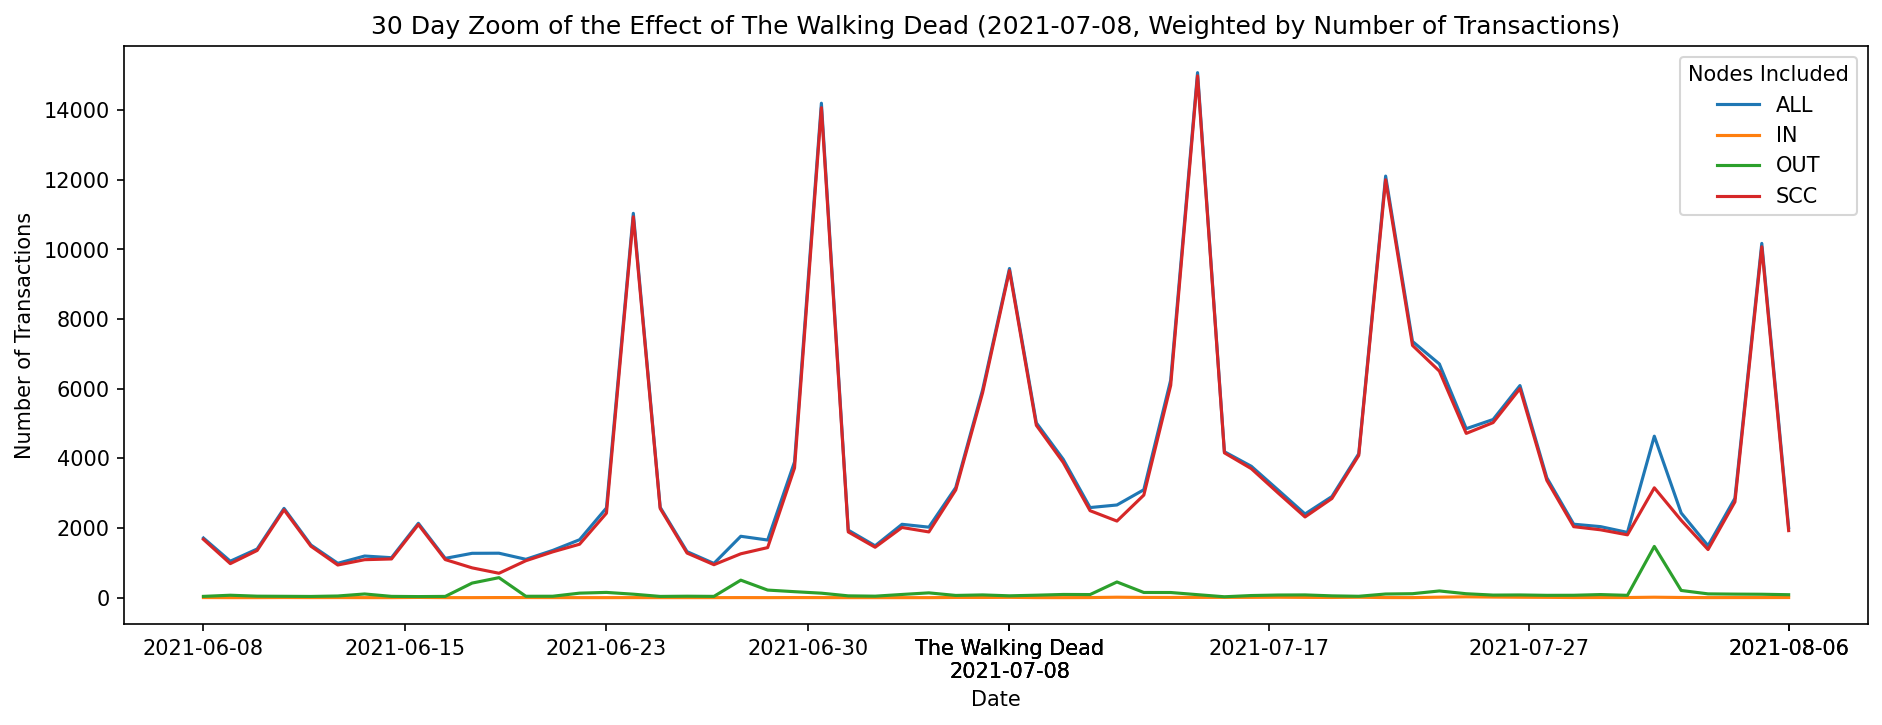 30 Day Zoom of the Effect of The Walking Dead (2021-07-08, Weighted by Number of Transactions)
Nodes Included
ALL
IN
OUT
SCC
Number of Transactions
14000
12000
10000
8000
6000
4000
2000
0
2021-06-08 2021-06-15 2021-06-23 2021-06-30 The Walking Dead 2021-07-17 2021-07-27 2021-08-06
2021-07-08
Date